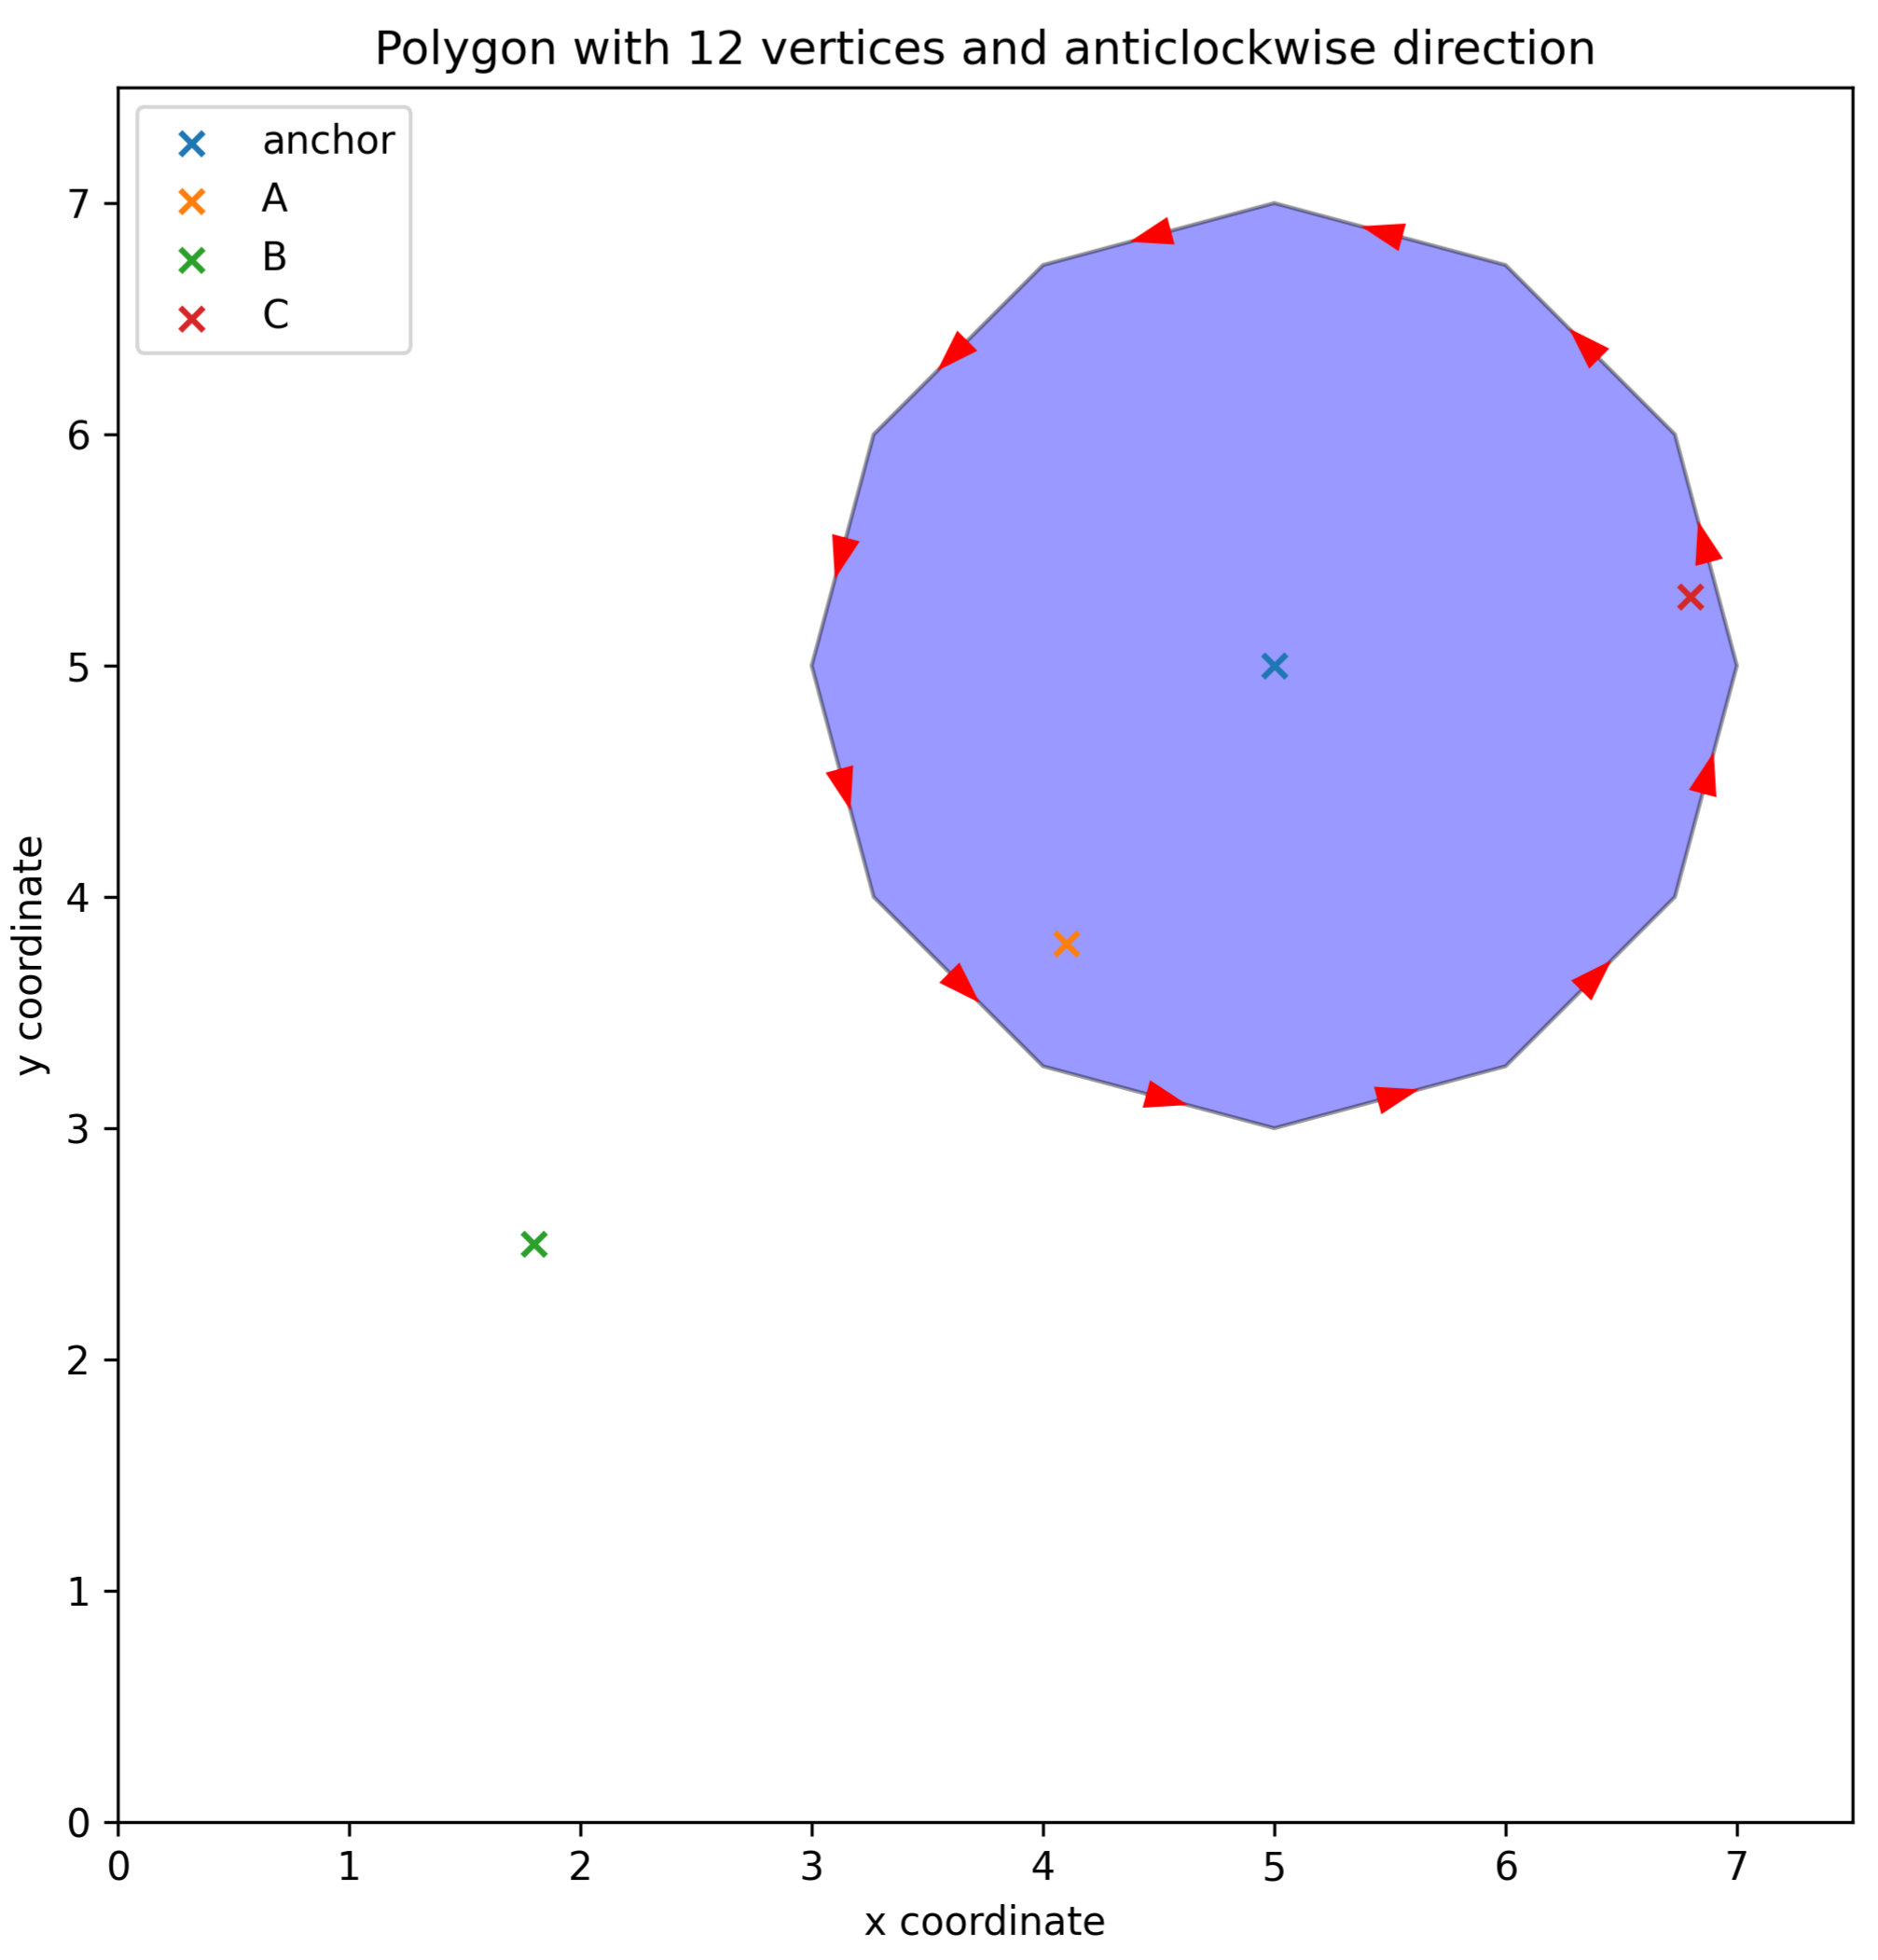 Polygon with 12 vertices and anticlockwise direction
anchor
A
B
C
7
6
5
4
3
2
1
0
y coordinate
0 1 2 3 4 5 6 7
x coordinate